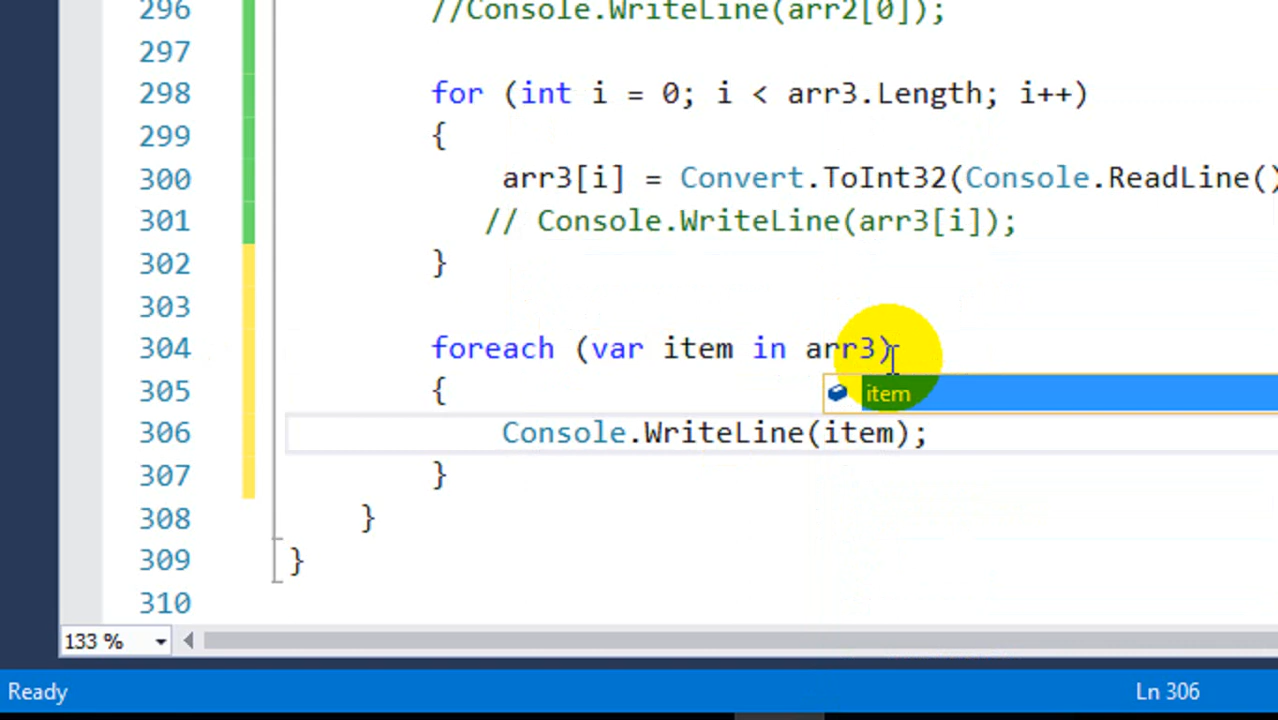 296 //Console.WriteLine(arr2[0]);
297
298 for (int i = 0; i < arr3.Length; i++)
299 {
300 arr3[i] = Convert.ToInt32(Console.ReadLine()
301 // Console.WriteLine(arr3[i]);
302 }
303
304 foreach (var item in arr3)
305 {
item
306 Console.WriteLine(item);
307 }
308 }
309 }
310
133 %
Ready Ln 306